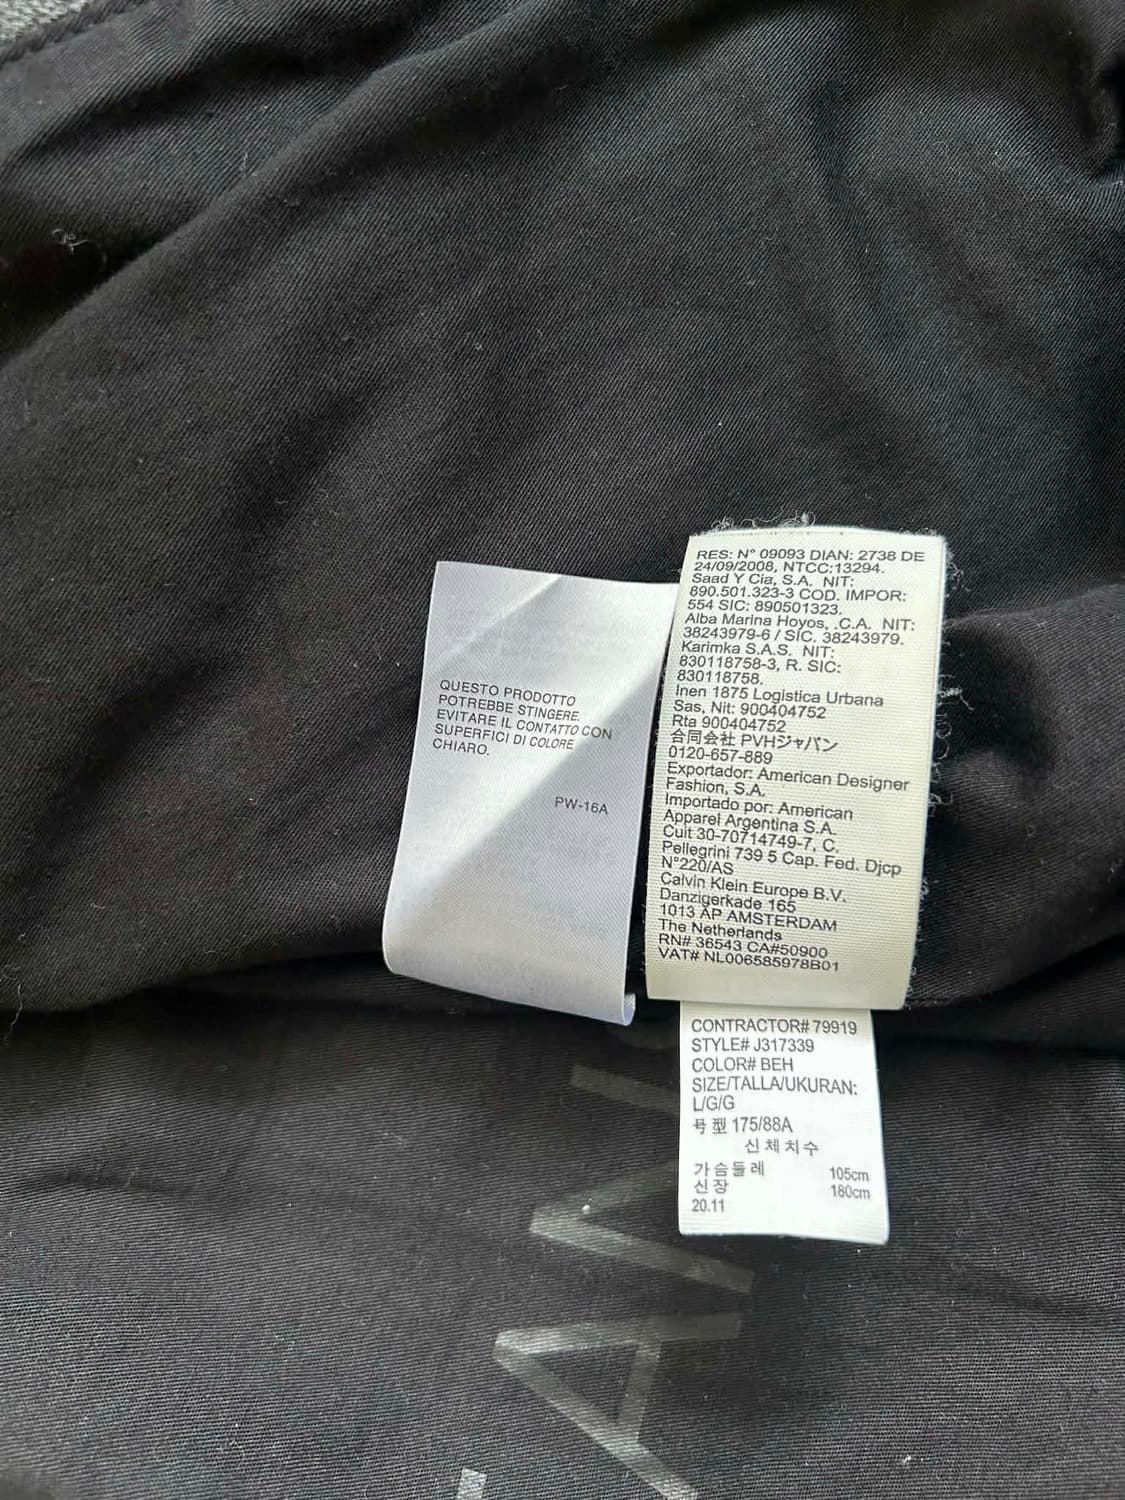 QUESTO PRODOTTO
POTREBBE STINGERE.
EVITARE IL CONTATTO CON
SUPERFICI DI COLORE
CHIARO.
PW-16A
RES: N° 09093 DIAN: 2738 DE
24/09/2008, NTCC:13294.
Saad Y Cia, S.A. NIT:
890.501.323-3 COD. IMPOR:
554 SIC: 890501323.
Alba Marina Hoyos, .C.A. NIT:
38243979-6 / SIC. 38243979.
Karimka S.A.S. NIT:
830118758-3, R. SIC:
830118758.
Inen 1875 Logistica Urbana
Sas, Nit: 900404752
Rta 900404752
合同会社 PVHジャパン
0120-657-889
Exportador: American Designer
Fashion, S.A.
Importado por: American
Apparel Argentina S.A.
Cuit 30-70714749-7, C.
Pellegrini 739 5 Cap. Fed. Djcp
N°220/AS
Calvin Klein Europe B.V.
Danzigerkade 165
1013 AP AMSTERDAM
The Netherlands
RN# 36543 CA#50900
VAT# NL006585978B01
CONTRACTOR# 79919
STYLE# J317339
COLOR# BEH
SIZE/TALLA/UKURAN:
L/G/G
号型 175/88A
신체치수
가슴둘레 105cm
신장 180cm
20.11